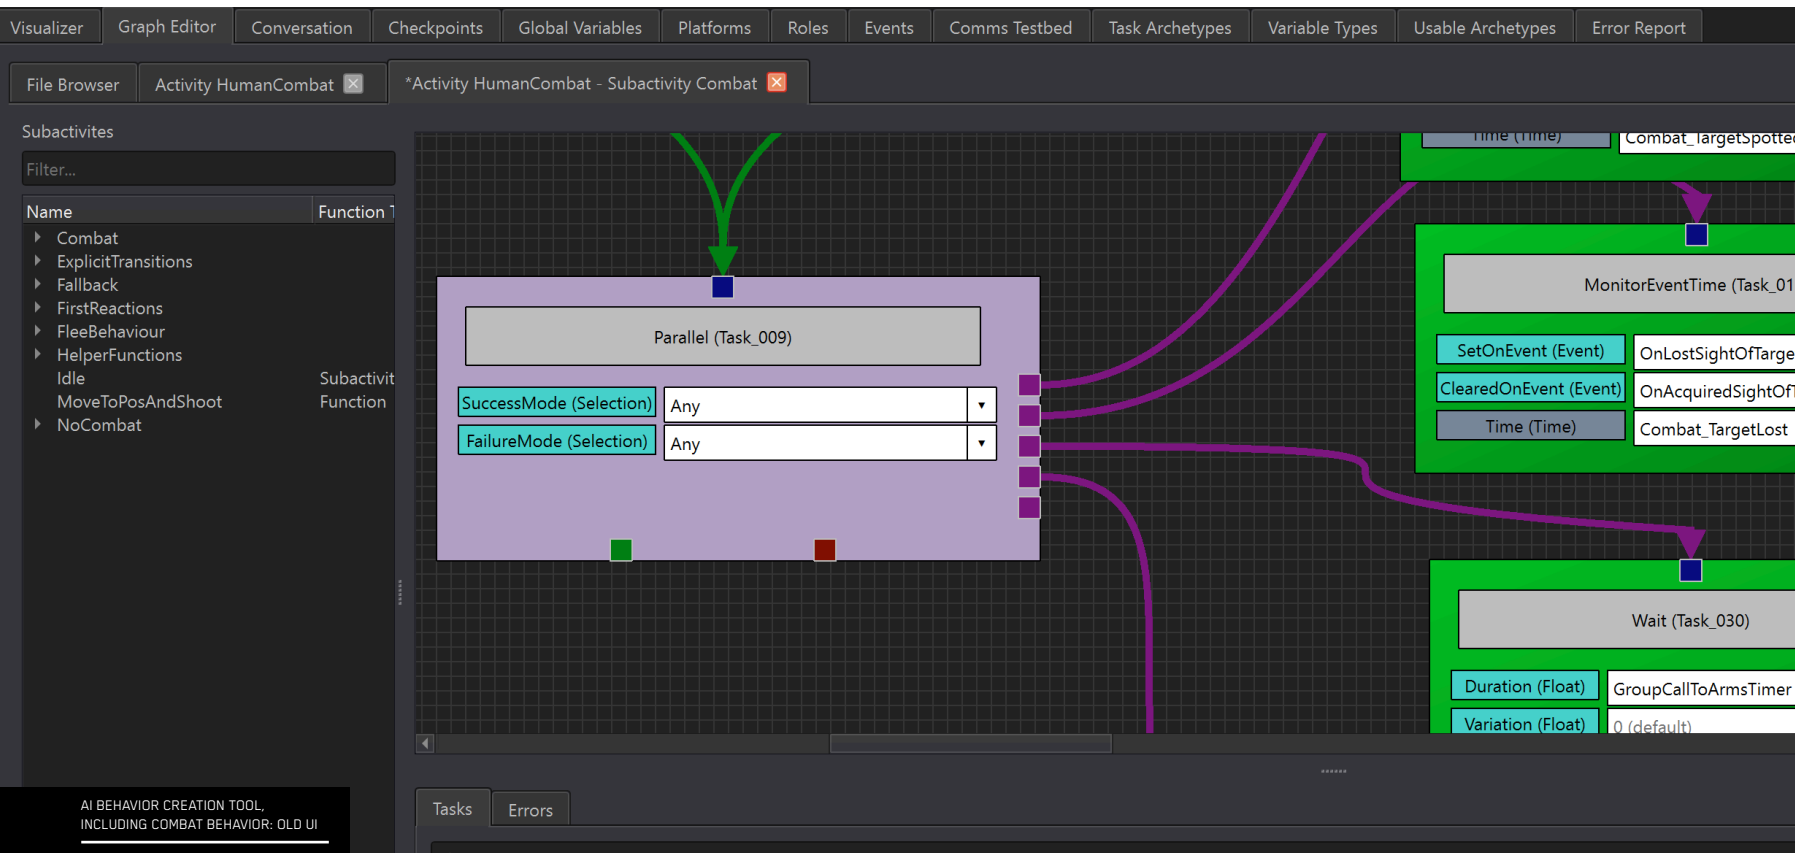 Visualizer
Graph Editor
Conversation
Checkpoints
Global Variables
Platforms
Roles
Events
Comms Testbed
Task Archetypes
Variable Types
Usable Archetypes
Error Report
File Browser
Activity HumanCombat
*Activity HumanCombat - Subactivity Combat
Subactivites
Filter...
Name
Function
Combat
ExplicitTransitions
Fallback
FirstReactions
FleeBehaviour
HelperFunctions
Idle
Subactivit
MoveToPosAndShoot
Function
NoCombat
Parallel (Task_009)
SuccessMode (Selection)
Any
FailureMode (Selection)
Any
Time (Time)
Combat_TargetSpotte
MonitorEventTime (Task_01
SetOnEvent (Event)
OnLostSightOfTarge
ClearedOnEvent (Event)
OnAcquiredSightOfT
Time (Time)
Combat_TargetLost
Wait (Task_030)
Duration (Float)
GroupCallToArmsTimer
Variation (Float)
0 (default)
Tasks
Errors
AI BEHAVIOR CREATION TOOL,
INCLUDING COMBAT BEHAVIOR: OLD UI